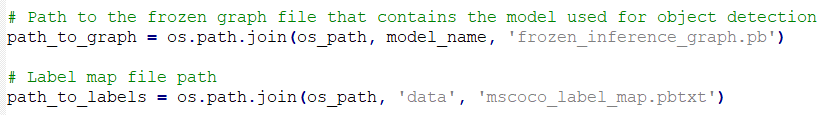 # Path to the frozen graph file that contains the model used for object detection
path_to_graph = os.path.join(os_path, model_name, 'frozen_inference_graph.pb')
# Label map file path
path_to_labels = os.path.join(os_path, 'data', 'mscoco_label_map.pbtxt')